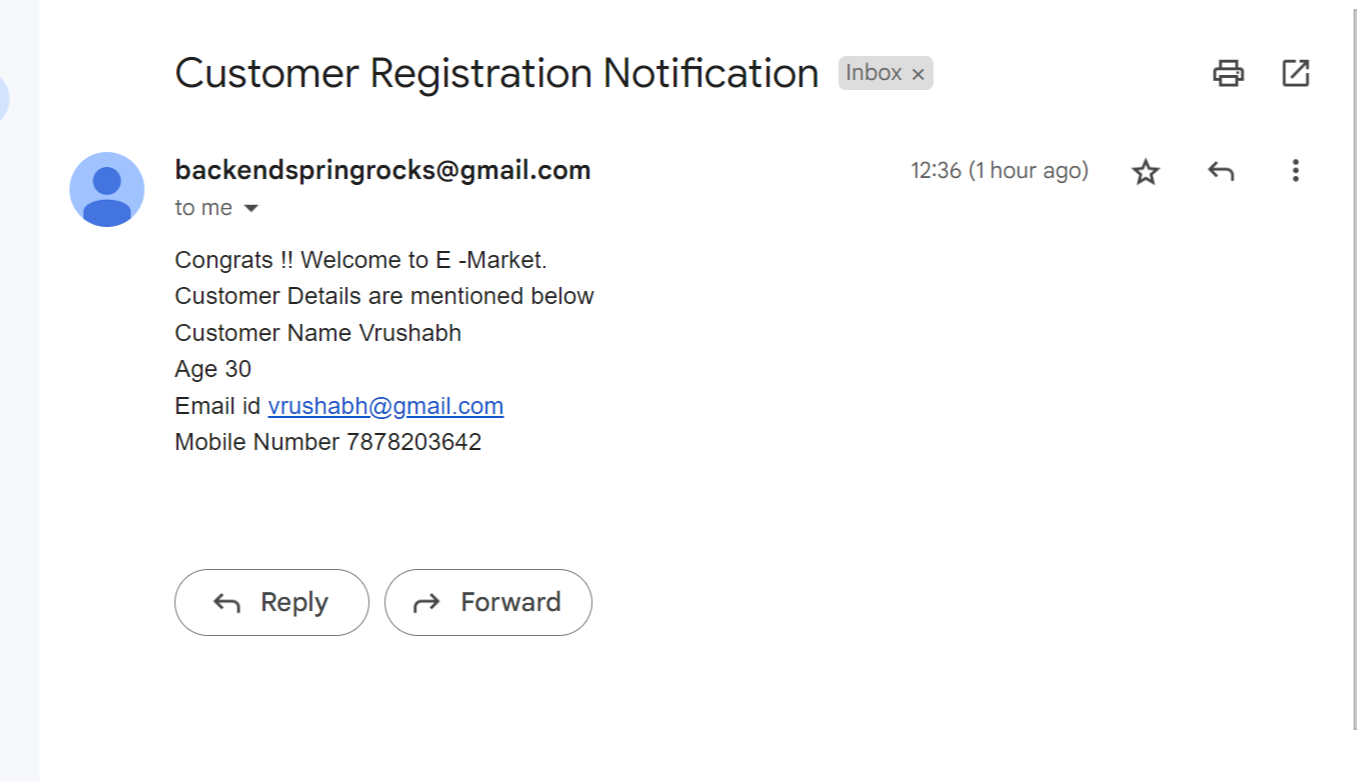 Customer Registration Notification Inbox ×
backendspringrocks@gmail.com 12:36 (1 hour ago)
to me
Congrats !! Welcome to E -Market.
Customer Details are mentioned below
Customer Name Vrushabh
Age 30
Email id vrushabh@gmail.com
Mobile Number 7878203642
Reply Forward